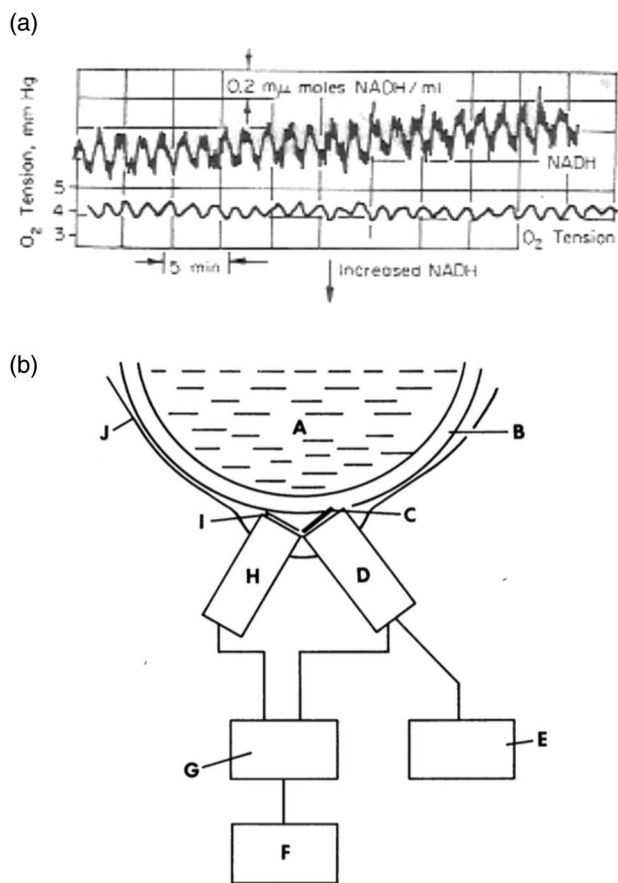 (a)
0.2 mμ moles NADH/ml
NADH
O₂ Tension, mm Hg
5
4
3
O₂ Tension
5 min
Increased NADH
(b)
A
J
B
I
C
H
D
G
E
F